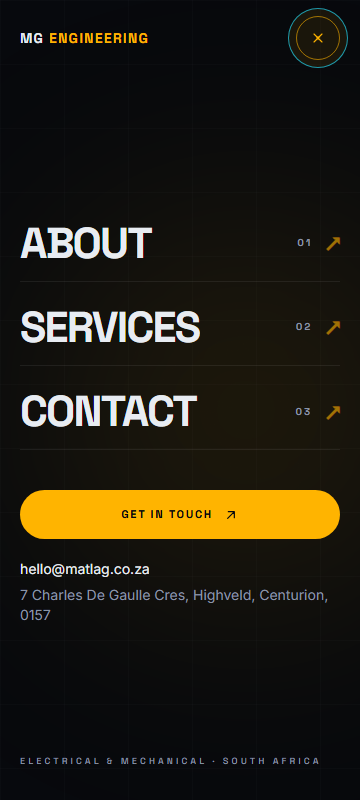 MG ENGINEERING
ABOUT 01
SERVICES 02
CONTACT 03
GET IN TOUCH
hello@matlag.co.za
7 Charles De Gaulle Cres, Highveld, Centurion,
0157
ELECTRICAL & MECHANICAL · SOUTH AFRICA